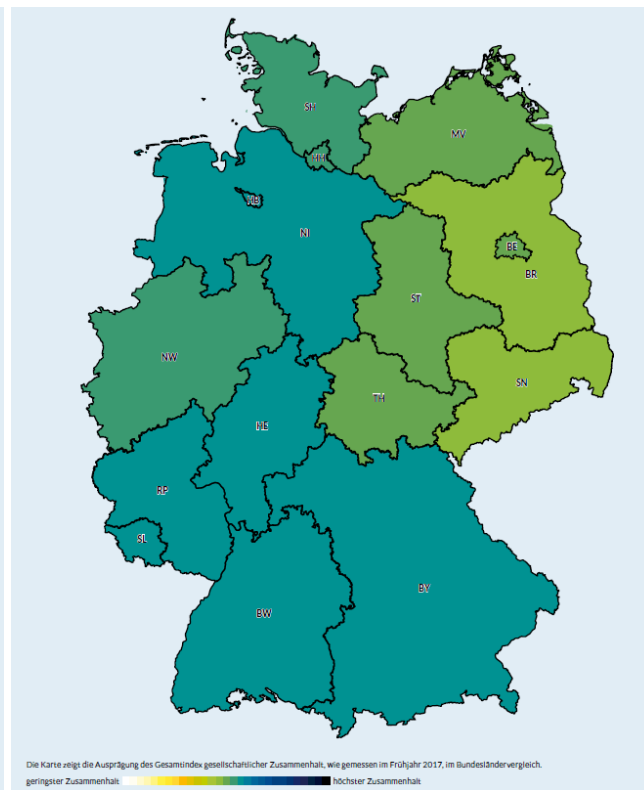 SH
MV
HH
HB
NI
BE
BR
ST
NW
SN
TH
HE
RP
SL
BY
BW
Die Karte zeigt die Ausprägung des Gesamtindex gesellschaftlicher Zusammenhalt, wie gemessen im Frühjahr 2017, im Bundesländervergleich.
geringster Zusammenhalt höchster Zusammenhalt